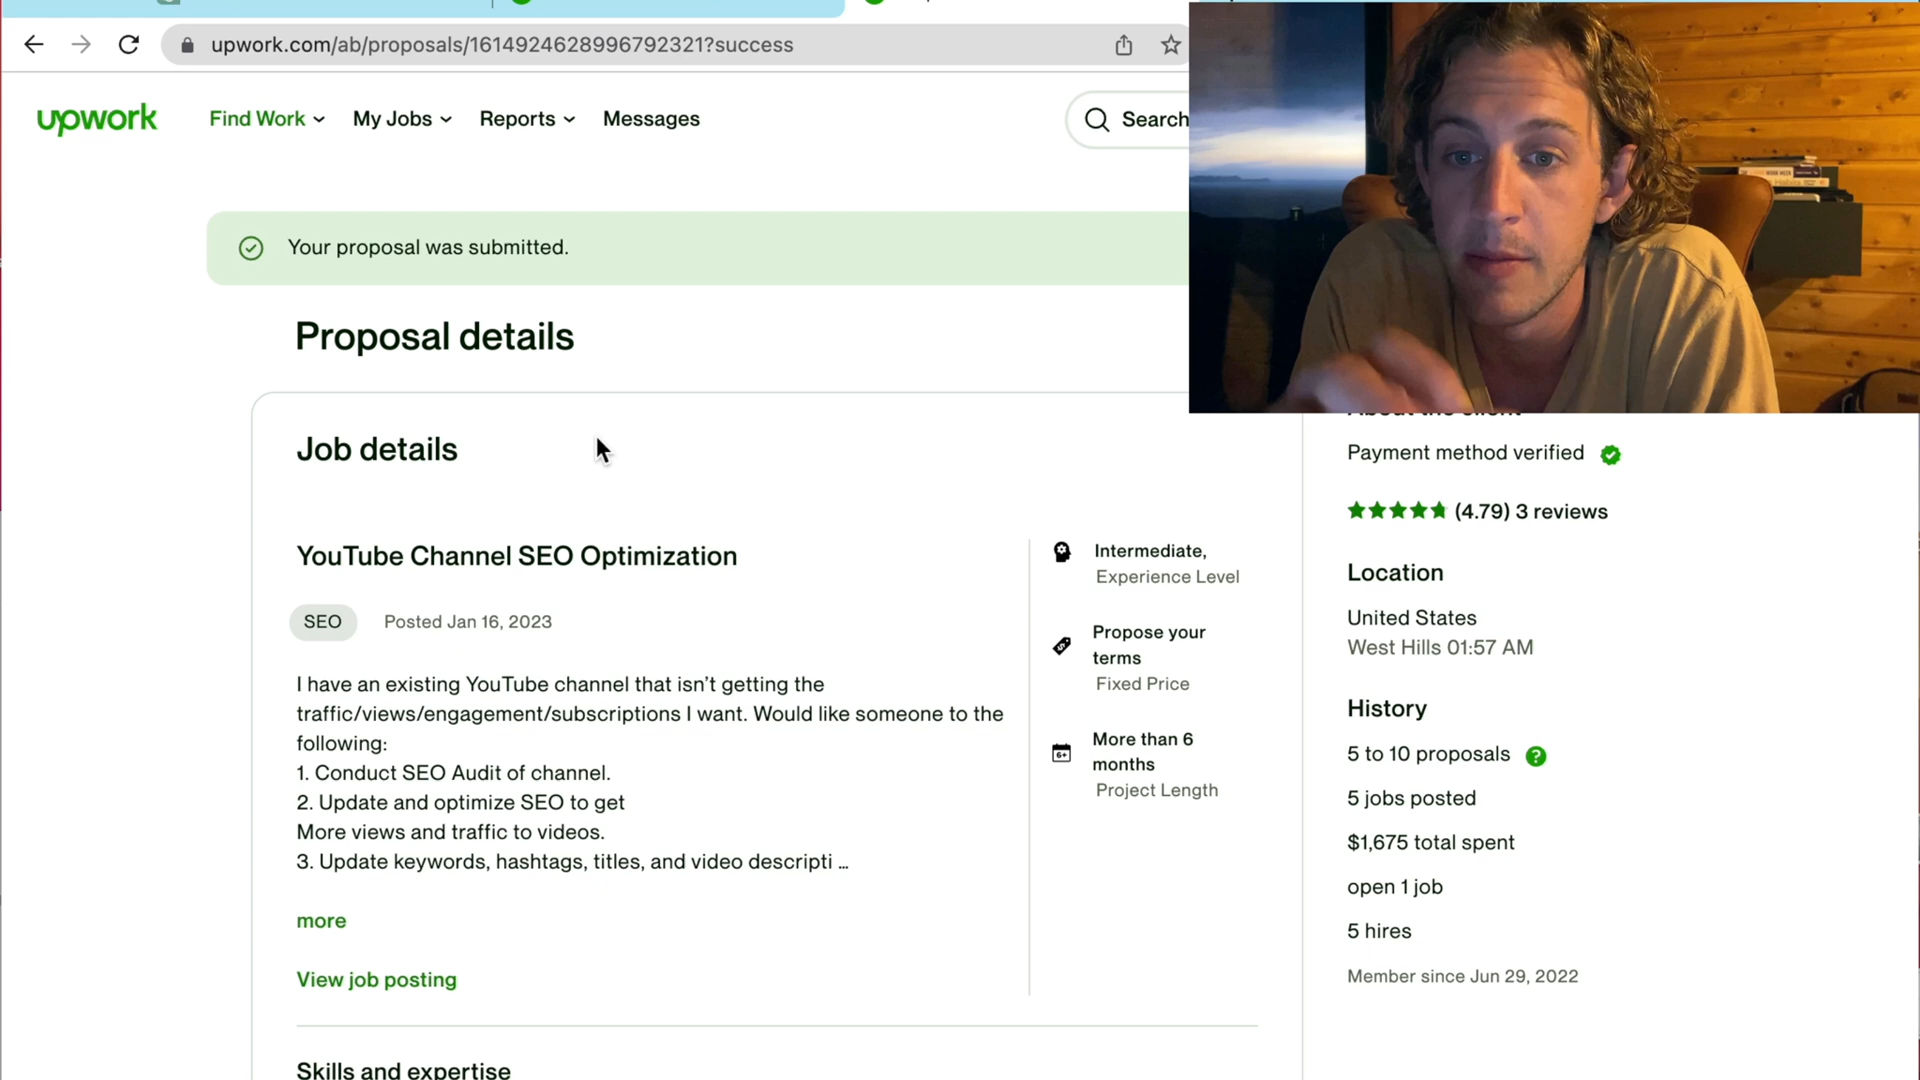 upwork.com/ab/proposals/1614924628996792321?success
upwork
Find Work
My Jobs
Reports
Messages
Search
Your proposal was submitted.
Proposal details
Job details
YouTube Channel SEO Optimization
SEO
Posted Jan 16, 2023
I have an existing YouTube channel that isn’t getting the
traffic/views/engagement/subscriptions I want. Would like someone to the
following:
1. Conduct SEO Audit of channel.
2. Update and optimize SEO to get
More views and traffic to videos.
3. Update keywords, hashtags, titles, and video descripti ...
more
View job posting
Skills and expertise
Intermediate,
Experience Level
Propose your
terms
Fixed Price
6+
More than 6
months
Project Length
About the client
Payment method verified
(4.79) 3 reviews
Location
United States
West Hills 01:57 AM
History
5 to 10 proposals
?
5 jobs posted
$1,675 total spent
open 1 job
5 hires
Member since Jun 29, 2022